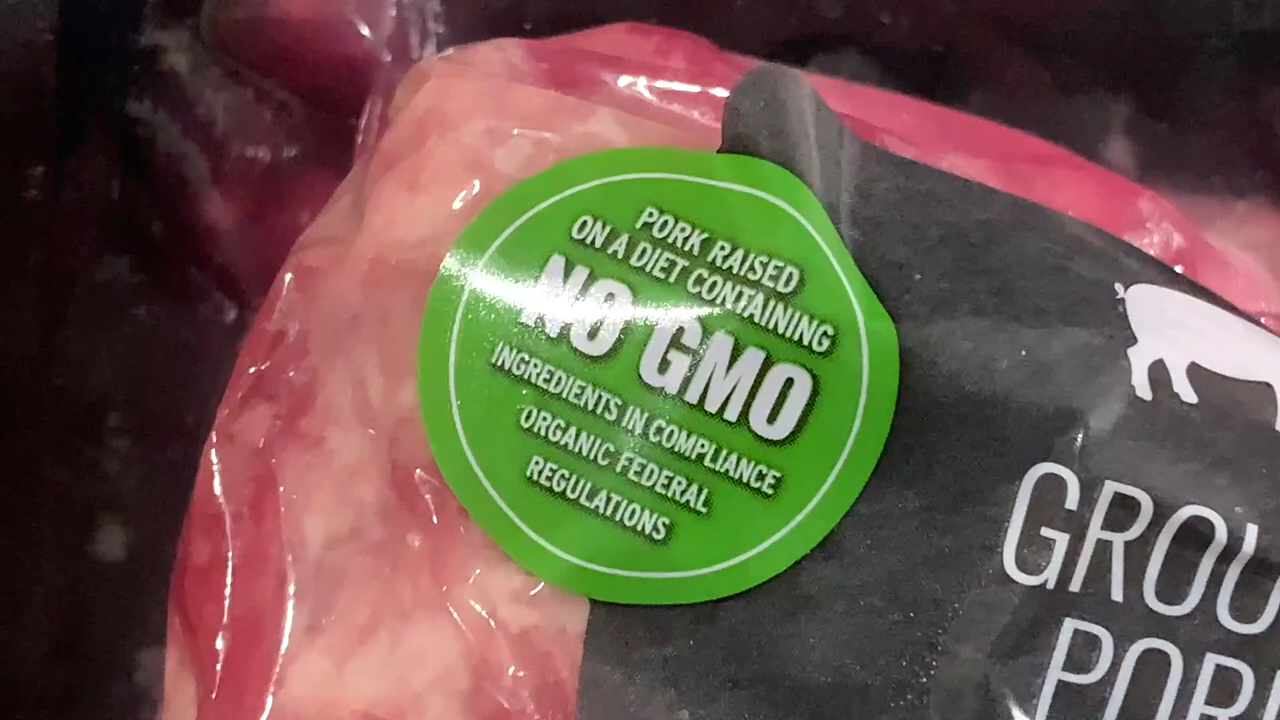 PORK RAISED
ON A DIET CONTAINING
NO GMO
INGREDIENTS IN COMPLIANCE
ORGANIC FEDERAL
REGULATIONS